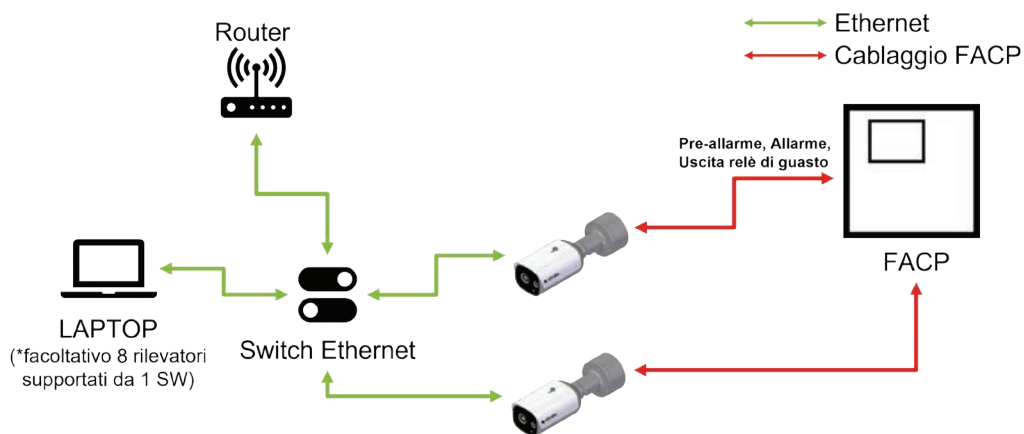 Router
Ethernet
Cablaggio FACP
Pre-allarme, Allarme,
Uscita relè di guasto
FACP
LAPTOP
(*facoltativo 8 rilevatori
supportati da 1 SW)
Switch Ethernet